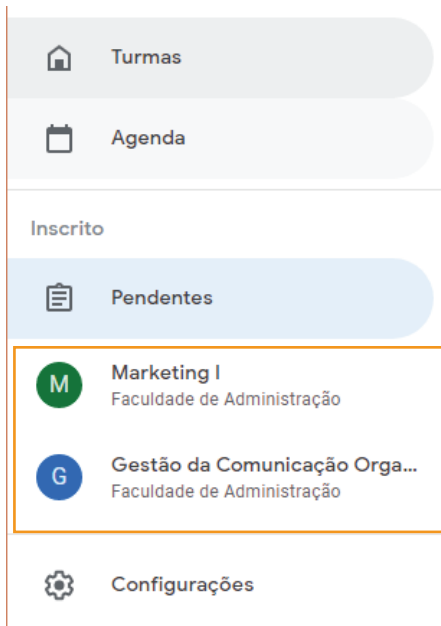 Turmas
Agenda
Inscrito
Pendentes
M
Marketing I
Faculdade de Administração
G
Gestão da Comunicação Orga...
Faculdade de Administração
Configurações